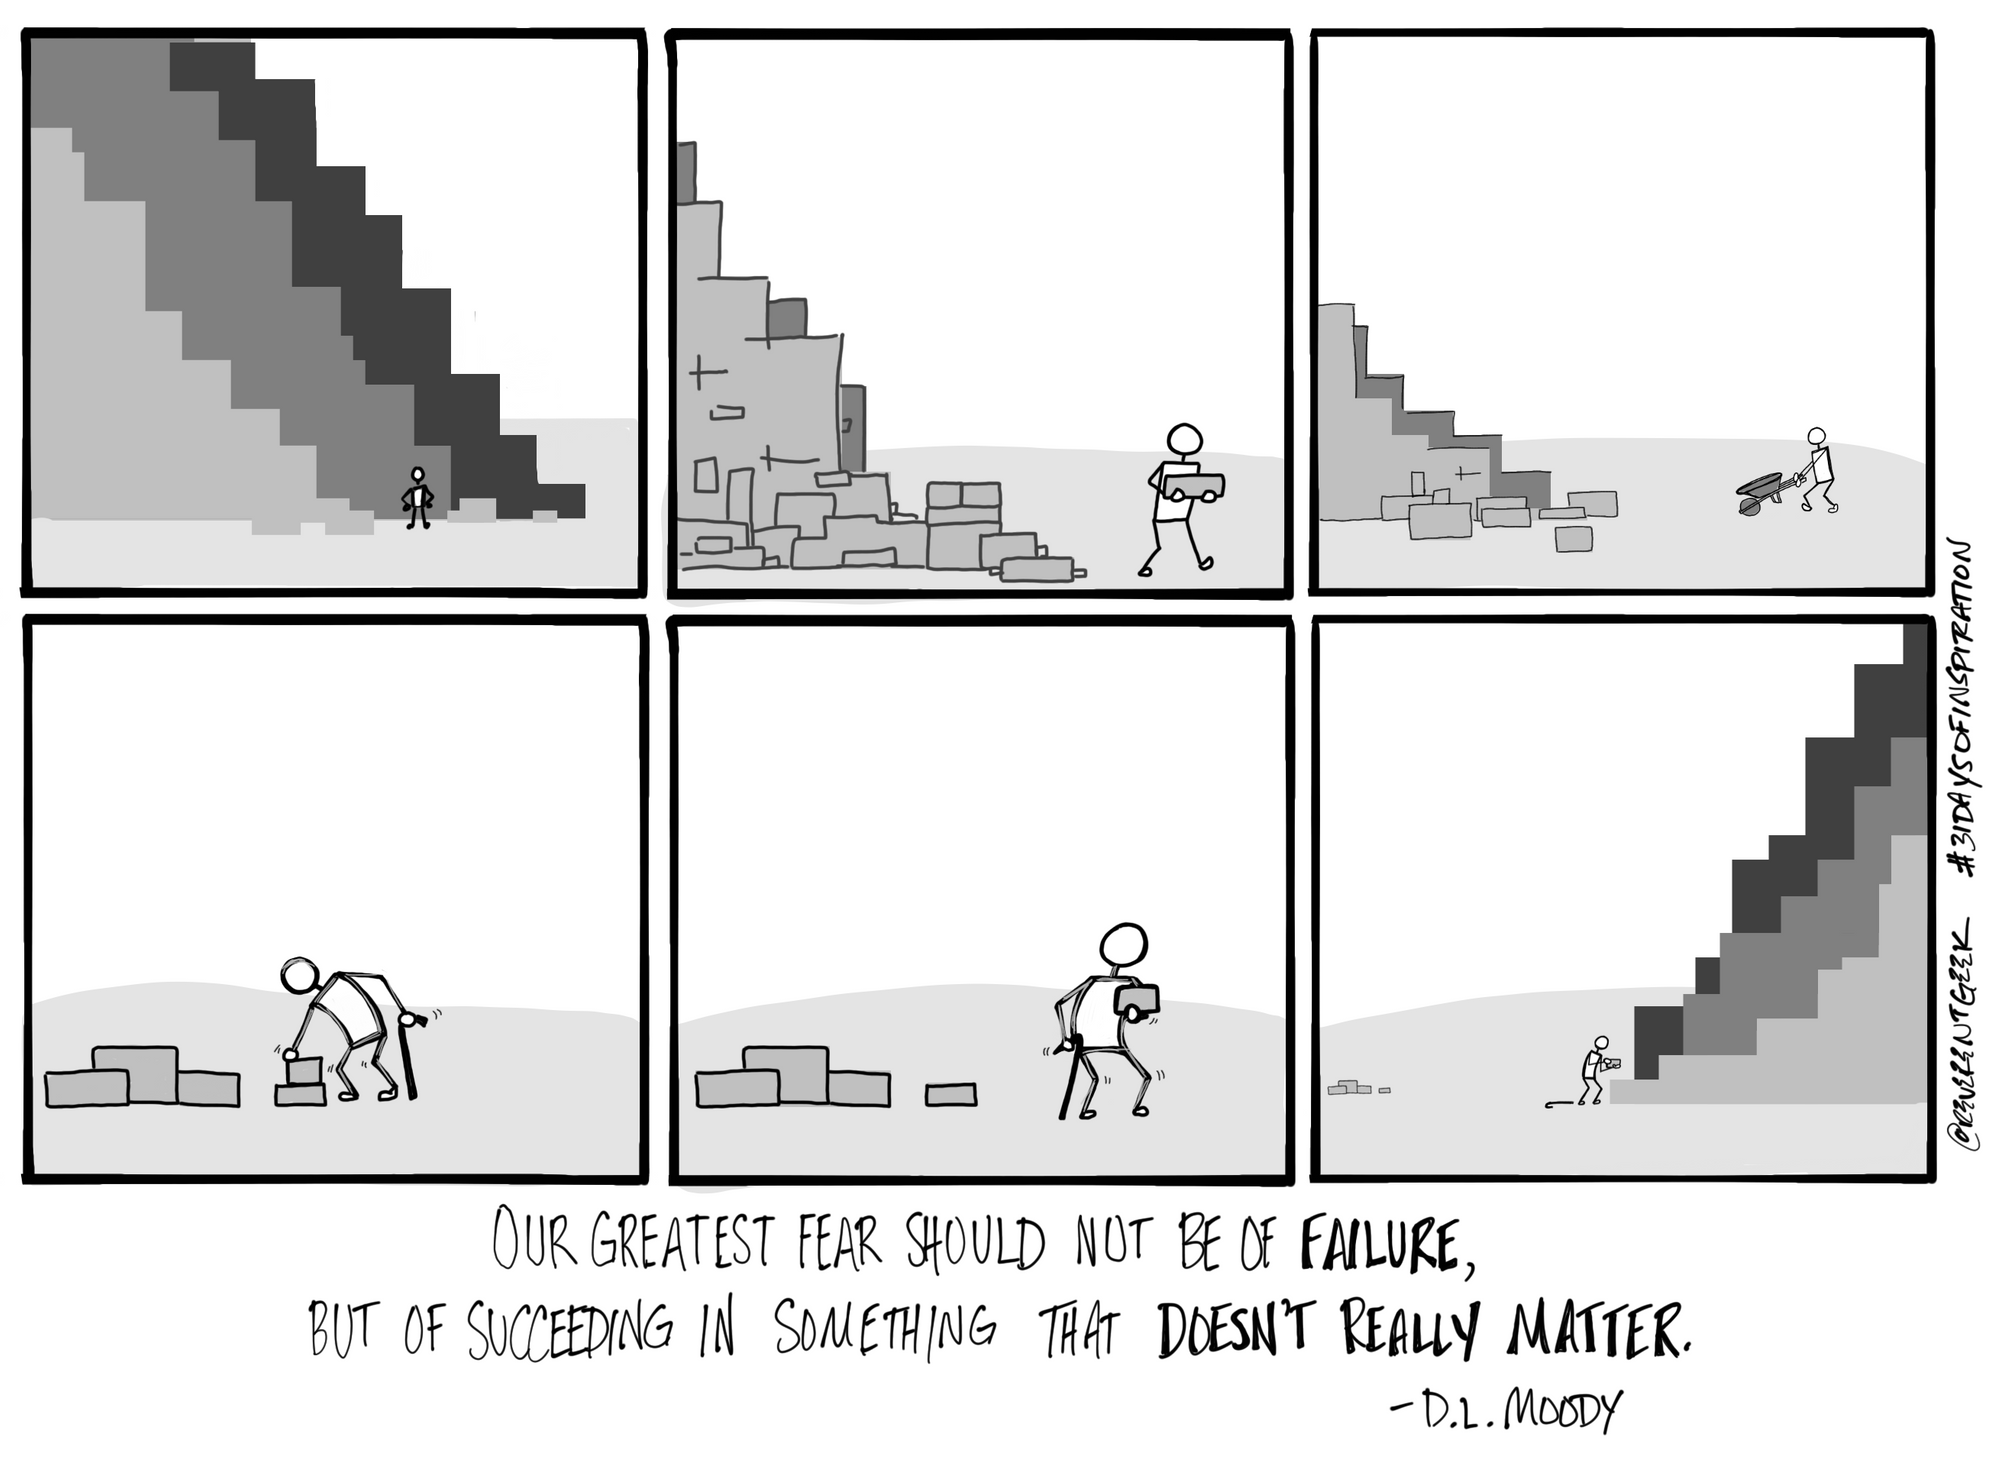 OUR GREATEST FEAR SHOULD NOT BE OF FAILURE,
BUT OF SUCCEEDING IN SOMETHING THAT DOESN'T REALLY MATTER.
-D.L. MOODY
@REVERENTGEEK #31DAYSOFINSPIRATION